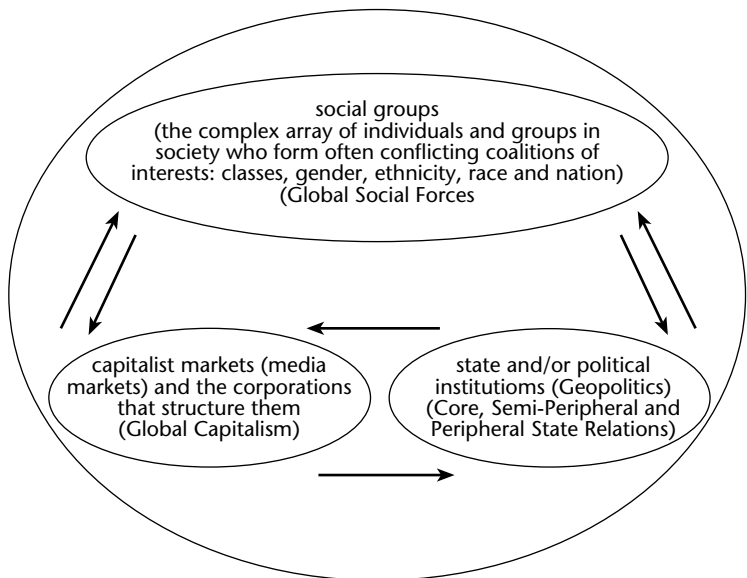 social groups
(the complex array of individuals and groups in
society who form often conflicting coalitions of
interests: classes, gender, ethnicity, race and nation)
(Global Social Forces
capitalist markets (media
markets) and the corporations
that structure them
(Global Capitalism)
state and/or political
institutioms (Geopolitics)
(Core, Semi-Peripheral and
Peripheral State Relations)